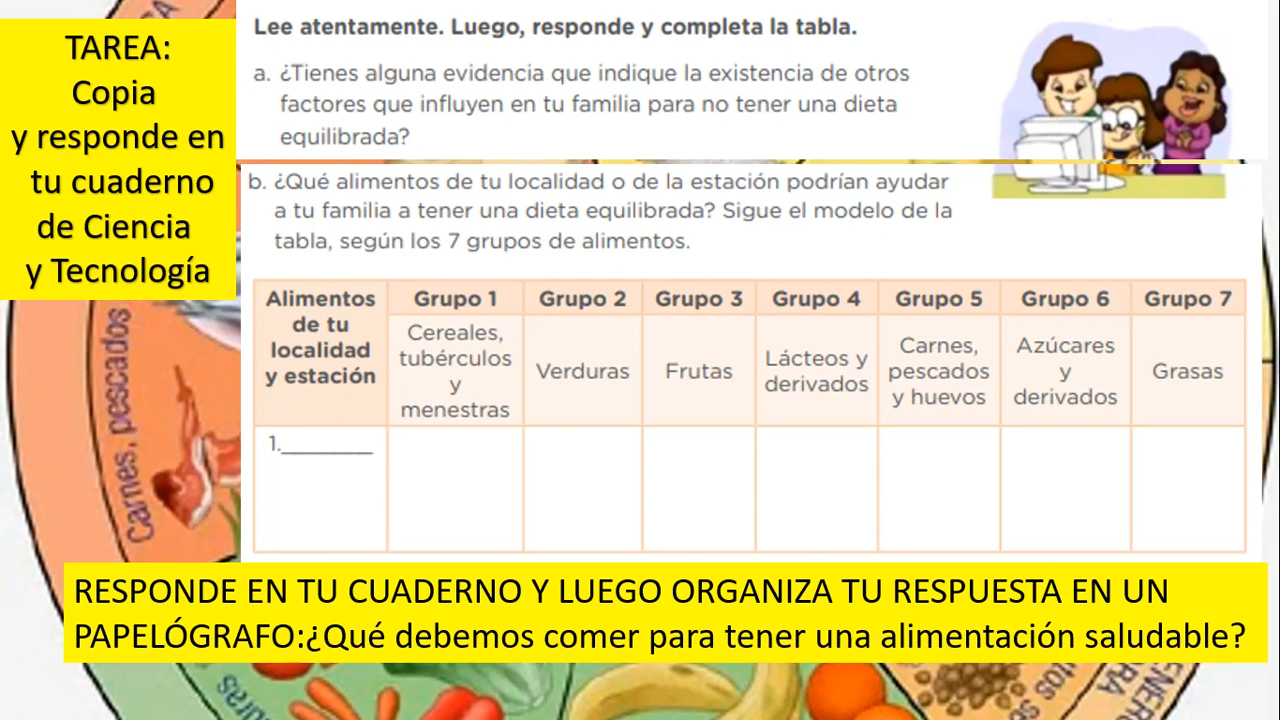 TAREA:
Copia
y responde en
tu cuaderno
de Ciencia
y Tecnología
Lee atentamente. Luego, responde y completa la tabla.
a. ¿Tienes alguna evidencia que indique la existencia de otros
factores que influyen en tu familia para no tener una dieta
equilibrada?
b. ¿Qué alimentos de tu localidad o de la estación podrían ayudar
a tu familia a tener una dieta equilibrada? Sigue el modelo de la
tabla, según los 7 grupos de alimentos.
Alimentos
de tu
localidad
y estación
Grupo 1
Grupo 2
Grupo 3
Grupo 4
Grupo 5
Grupo 6
Grupo 7
Cereales,
tubérculos
y
menestras
Verduras
Frutas
Lácteos y
derivados
Carnes,
pescados
y huevos
Azúcares
y
derivados
Grasas
1.________
Carnes, pescados
RESPONDE EN TU CUADERNO Y LUEGO ORGANIZA TU RESPUESTA EN UN
PAPELÓGRAFO:¿Qué debemos comer para tener una alimentación saludable?